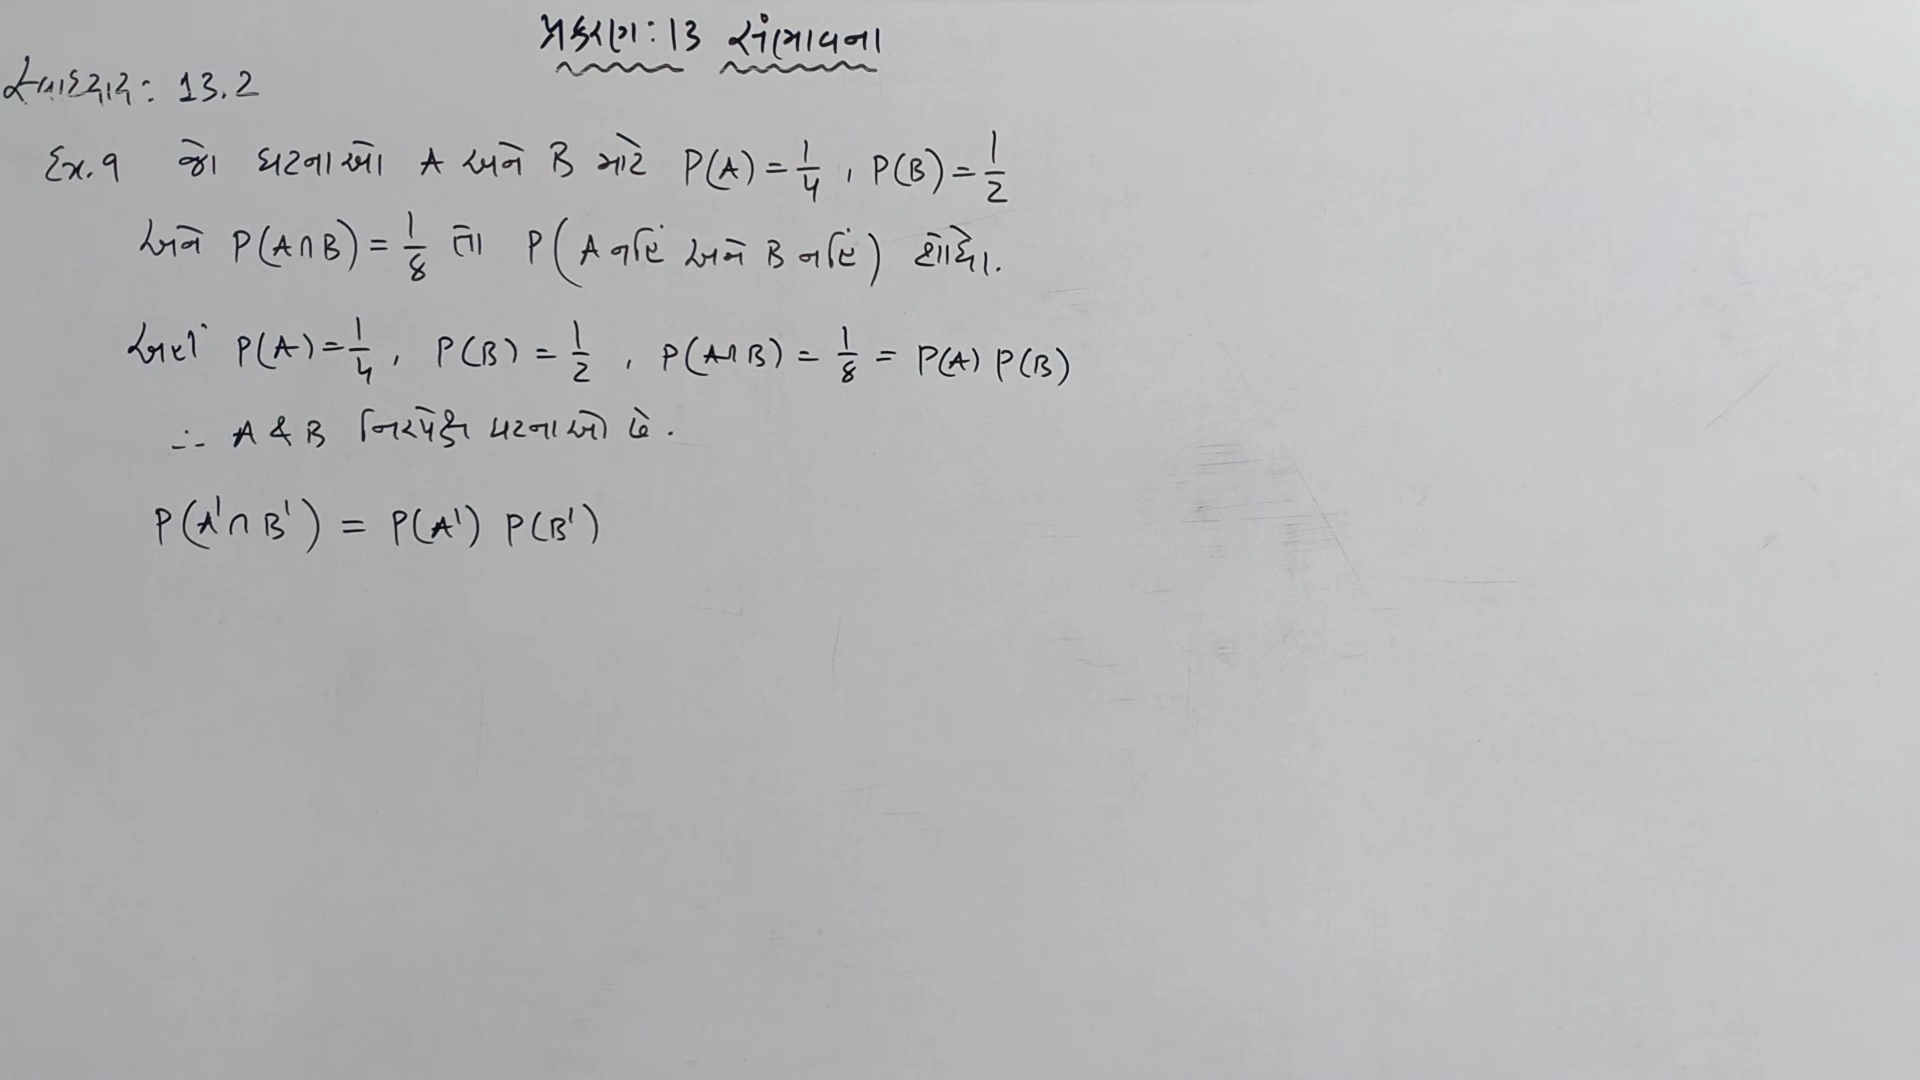 પ્રકરણ : 13 સંભાવના
સ્વાધ્યાય : 13.2
Ex. 9 જો ઘટનાઓ A અને B માટે P(A) = 1/4 , P(B) = 1/2
અને P(A∩B) = 1/8 તો P(A નહિં અને B નહિં) શોધો.
અહીં P(A) = 1/4 , P(B) = 1/2 , P(A∩B) = 1/8 = P(A) P(B)
∴ A & B નિરપેક્ષ ઘટનાઓ છે.
P(A'∩B') = P(A') P(B')